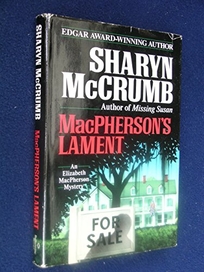 EDGAR AWARD-WINNING AUTHOR
SHARYN
McCRUMB
Author of Missing Susan
MacPHERSON'S
LAMENT
An
Elizabeth
MacPherson
Mystery
FOR
SALE
SHARYN McCRUMB
MacPHERSON'S LAMENT